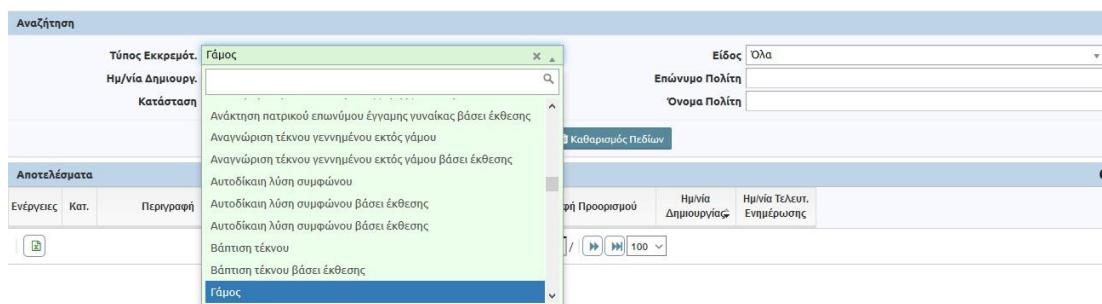 Αναζήτηση
Τύπος Εκκρεμότ. Γάμος Είδος Όλα
Ημ/νία Δημιουργ. Επώνυμο Πολίτη
Κατάσταση Όνομα Πολίτη
Ανάκτηση πατρικού επωνύμου έγγαμης γυναίκας βάσει έκθεσης
Αναγνώριση τέκνου γεννημένου εκτός γάμου
Καθαρισμός Πεδίων
Αναγνώριση τέκνου γεννημένου εκτός γάμου βάσει έκθεσης
Αποτελέσματα
Αυτοδίκαιη λύση συμφώνου
Ενέργειες Κατ. Περιγραφή Αυτοδίκαιη λύση συμφώνου βάσει έκθεσης Προορισμού Ημ/νία Δημιουργίας Ημ/νία Τελευτ. Ενημέρωσης
Αυτοδίκαιη λύση συμφώνου βάσει έκθεσης
Βάπτιση τέκνου / 100
Βάπτιση τέκνου βάσει έκθεσης
Γάμος